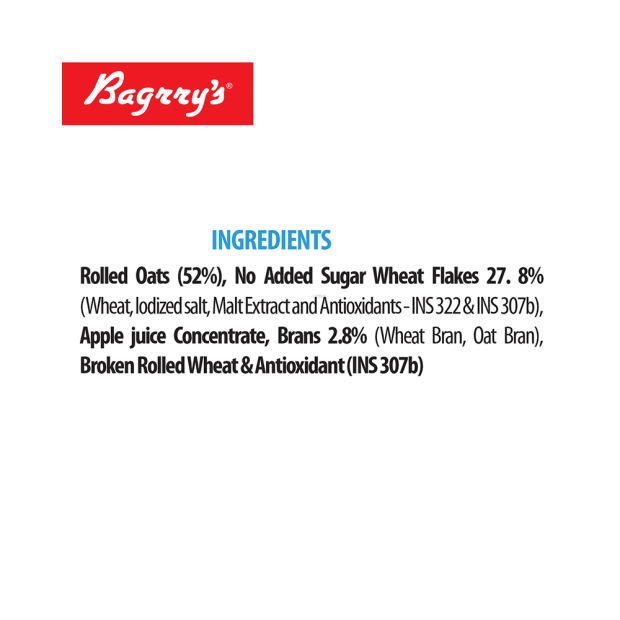 Bagrry's®
INGREDIENTS
Rolled Oats (52%), No Added Sugar Wheat Flakes 27. 8%
(Wheat, Iodized salt, Malt Extract and Antioxidants - INS 322 & INS 307b),
Apple juice Concentrate, Brans 2.8% (Wheat Bran, Oat Bran),
Broken Rolled Wheat & Antioxidant (INS 307b)